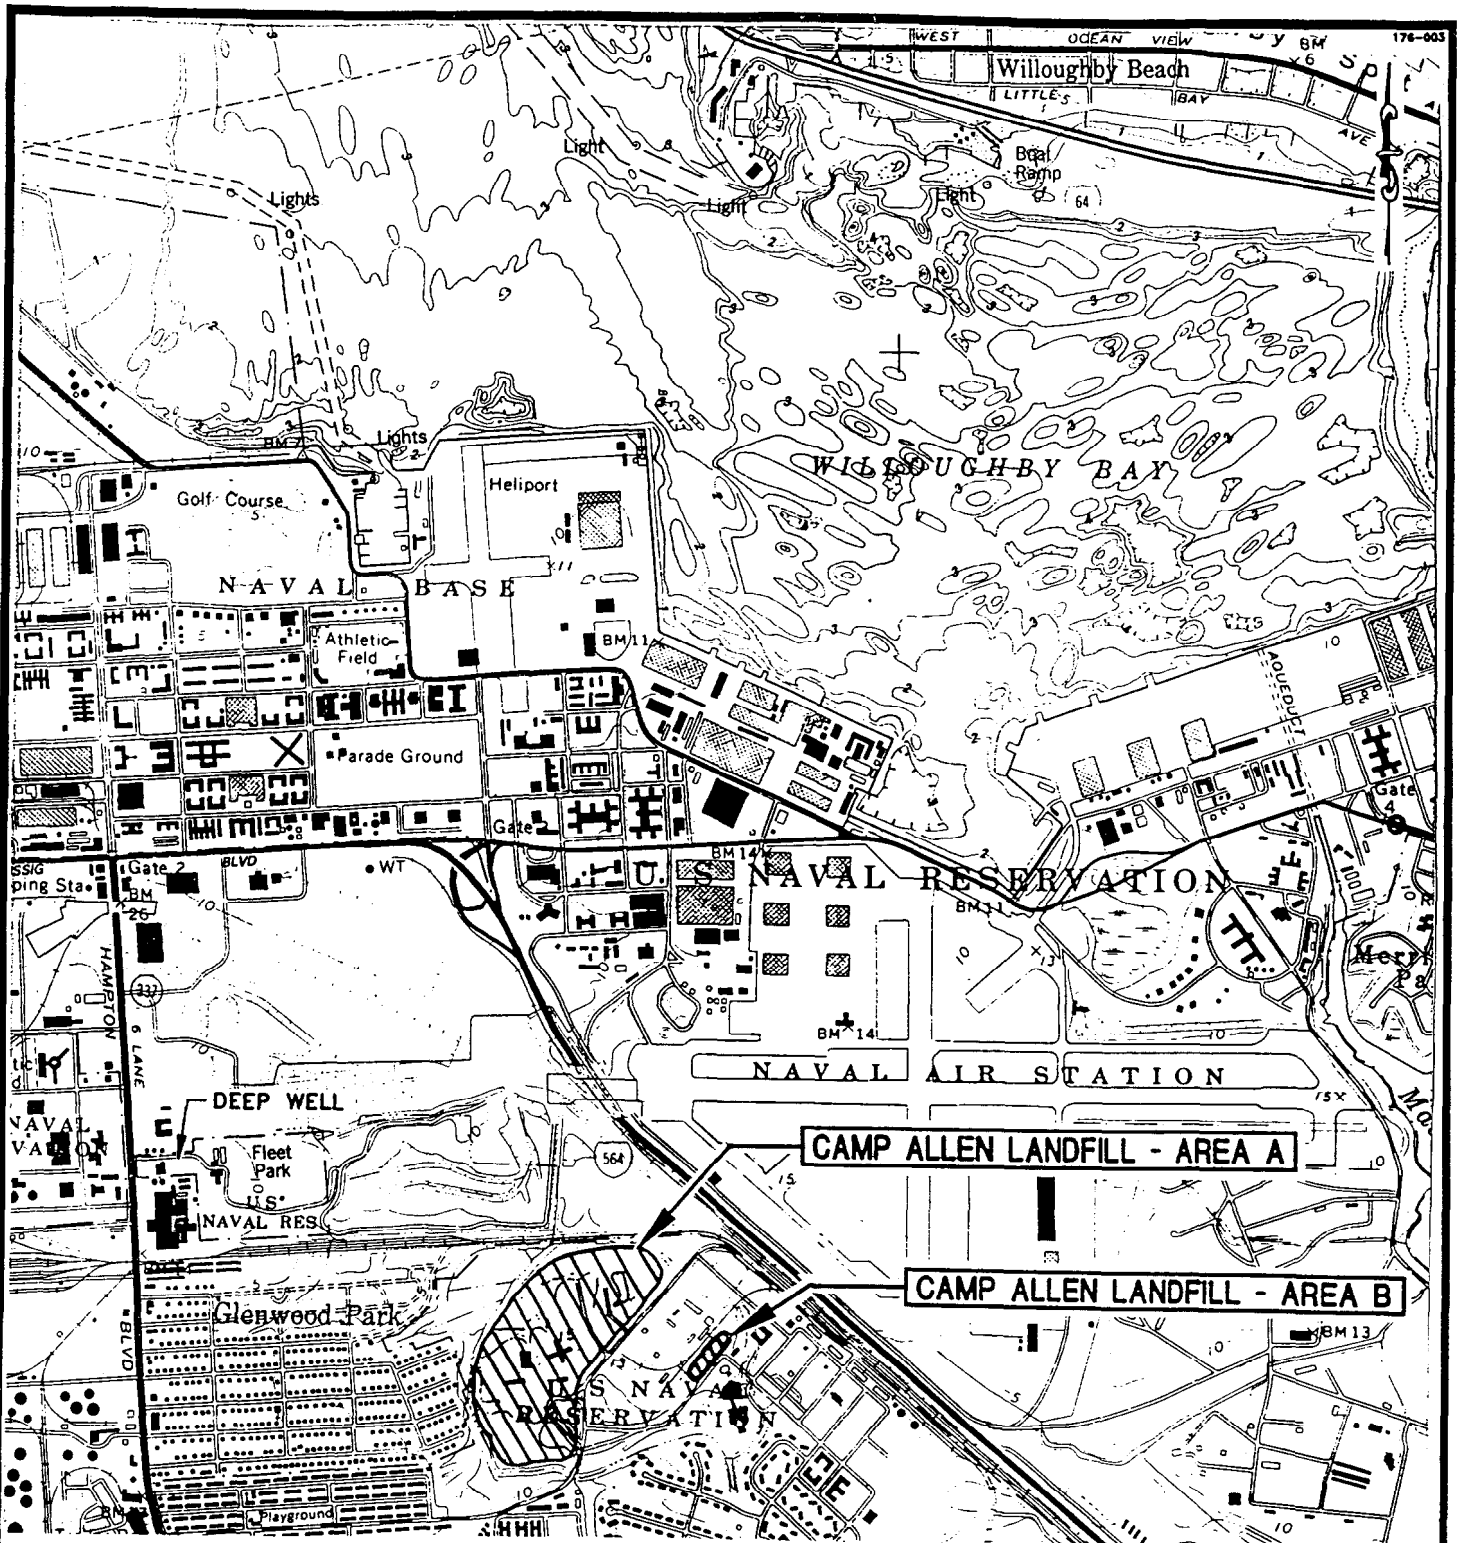 176-003
WEST OCEAN VIEW
BM 6
Willoughby Beach
LITTLE BAY AVE
Light
Boat Ramp
Lights
Light
Light
64
BM 7
Lights
WILLOUGHBY BAY
Golf Course
Heliport
NAVAL BASE
Athletic Field
BM 11
AQUEDUCT
Parade Ground
Gate
Gate 4
Gate 2
BLVD
WT
BM 14
U. S. NAVAL RESERVATION
ping Sta.
BM 26
BM 11
HAMPTON
337
6 LANE
BM 14
NAVAL AIR STATION
DEEP WELL
NAVAL
Fleet Park
564
CAMP ALLEN LANDFILL - AREA A
U.S.
NAVAL RES
CAMP ALLEN LANDFILL - AREA B
Glenwood Park
BM 13
BLVD
U S NAVAL
RESERVATION
Playground